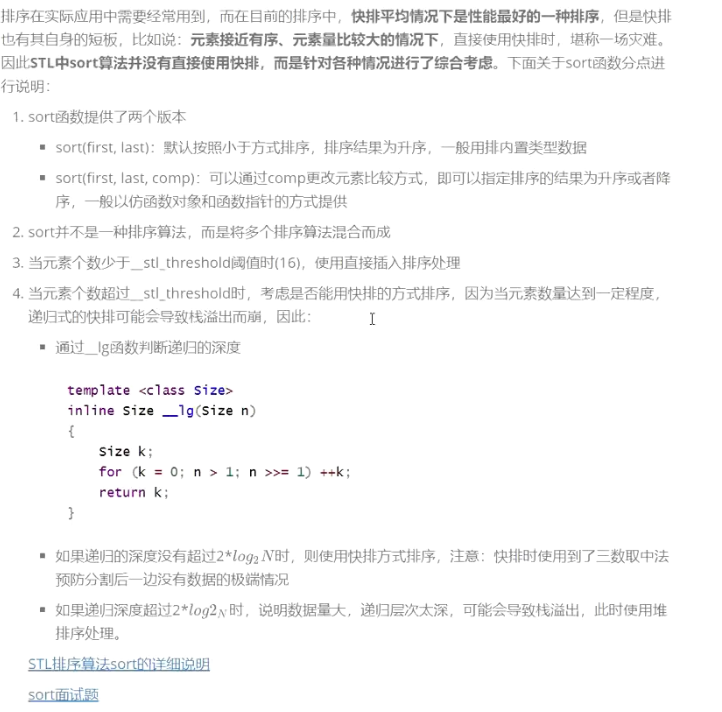 排序在实际应用中需要经常用到，而在目前的排序中，快排平均情况下是性能最好的一种排序，但是快排
也有其自身的短板，比如说：元素接近有序、元素量比较大的情况下，直接使用快排时，堪称一场灾难。
因此STL中sort算法并没有直接使用快排，而是针对各种情况进行了综合考虑。下面关于sort函数分点进
行说明：
1. sort函数提供了两个版本
▪ sort(first, last)：默认按照小于方式排序，排序结果为升序，一般用排内置类型数据
▪ sort(first, last, comp)：可以通过comp更改元素比较方式，即可以指定排序的结果为升序或者降
序，一般以仿函数对象和函数指针的方式提供
2. sort并不是一种排序算法，而是将多个排序算法混合而成
3. 当元素个数少于__stl_threshold阈值时(16)，使用直接插入排序处理
4. 当元素个数超过__stl_threshold时，考虑是否能用快排的方式排序，因为当元素数量达到一定程度，
递归式的快排可能会导致栈溢出而崩，因此：
▪ 通过__lg函数判断递归的深度
template <class Size>
inline Size __lg(Size n)
{
    Size k;
    for (k = 0; n > 1; n >>= 1) ++k;
    return k;
}
▪ 如果递归的深度没有超过2*log₂N时，则使用快排方式排序，注意：快排时使用到了三数取中法
预防分割后一边没有数据的极端情况
▪ 如果递归深度超过2*log2_N时，说明数据量大，递归层次太深，可能会导致栈溢出，此时使用堆
排序处理。
STL排序算法sort的详细说明
sort面试题